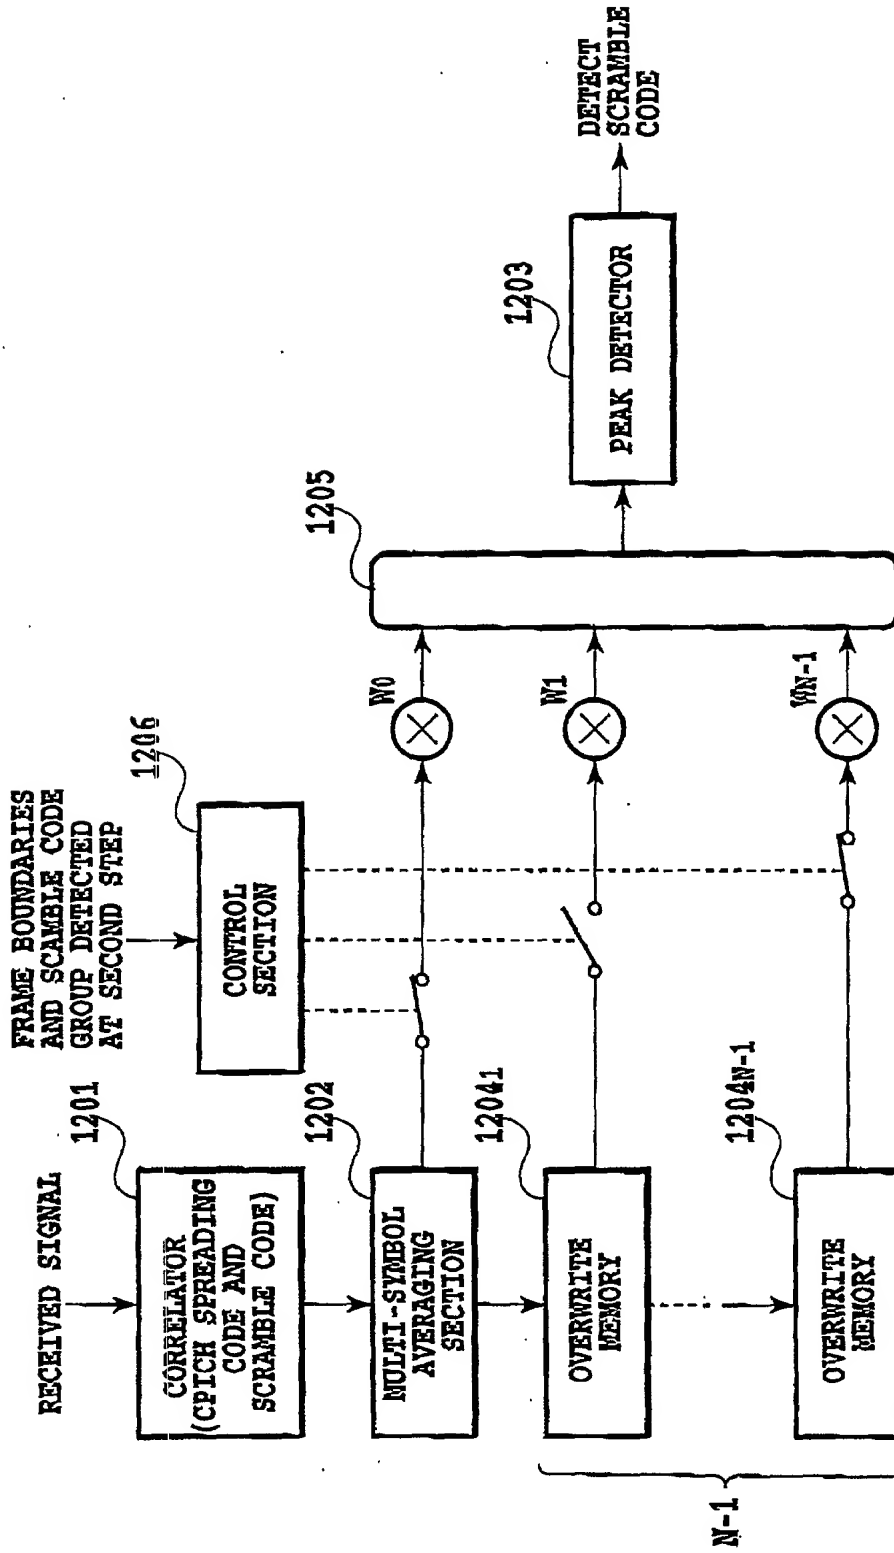 RECEIVED SIGNAL
1201
CORRELATOR
(CPICH SPREADING
CODE AND
SCRAMBLE CODE)
FRAME BOUNDARIES
AND SCAMBLE CODE
GROUP DETECTED
AT SECOND STEP
1206
CONTROL
SECTION
1202
MULTI-SYMBOL
AVERAGING
SECTION
W0
1205
1203
PEAK DETECTOR
DETECT
SCRAMBLE
CODE
12041
OVERWRITE
MEMORY
W1
1204N-1
OVERWRITE
MEMORY
WN-1
N-1